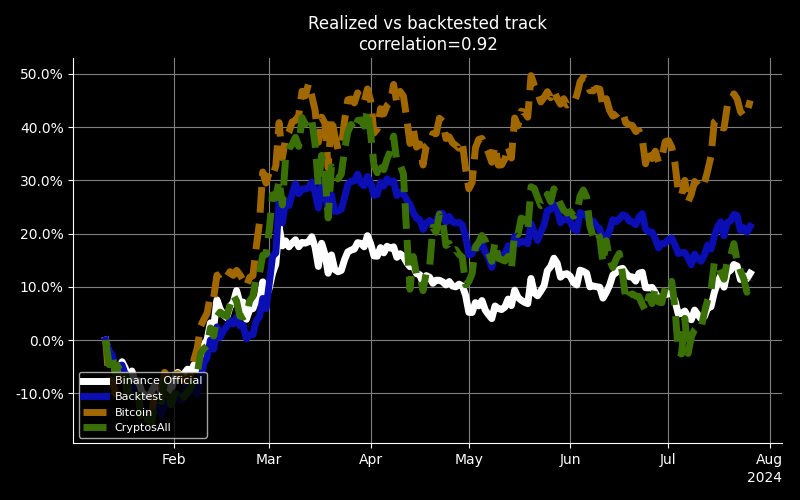 Realized vs backtested track
correlation=0.92
50.0%
40.0%
30.0%
20.0%
10.0%
0.0%
-10.0%
Binance Official
Backtest
Bitcoin
CryptosAll
Feb Mar Apr May Jun Jul Aug
2024